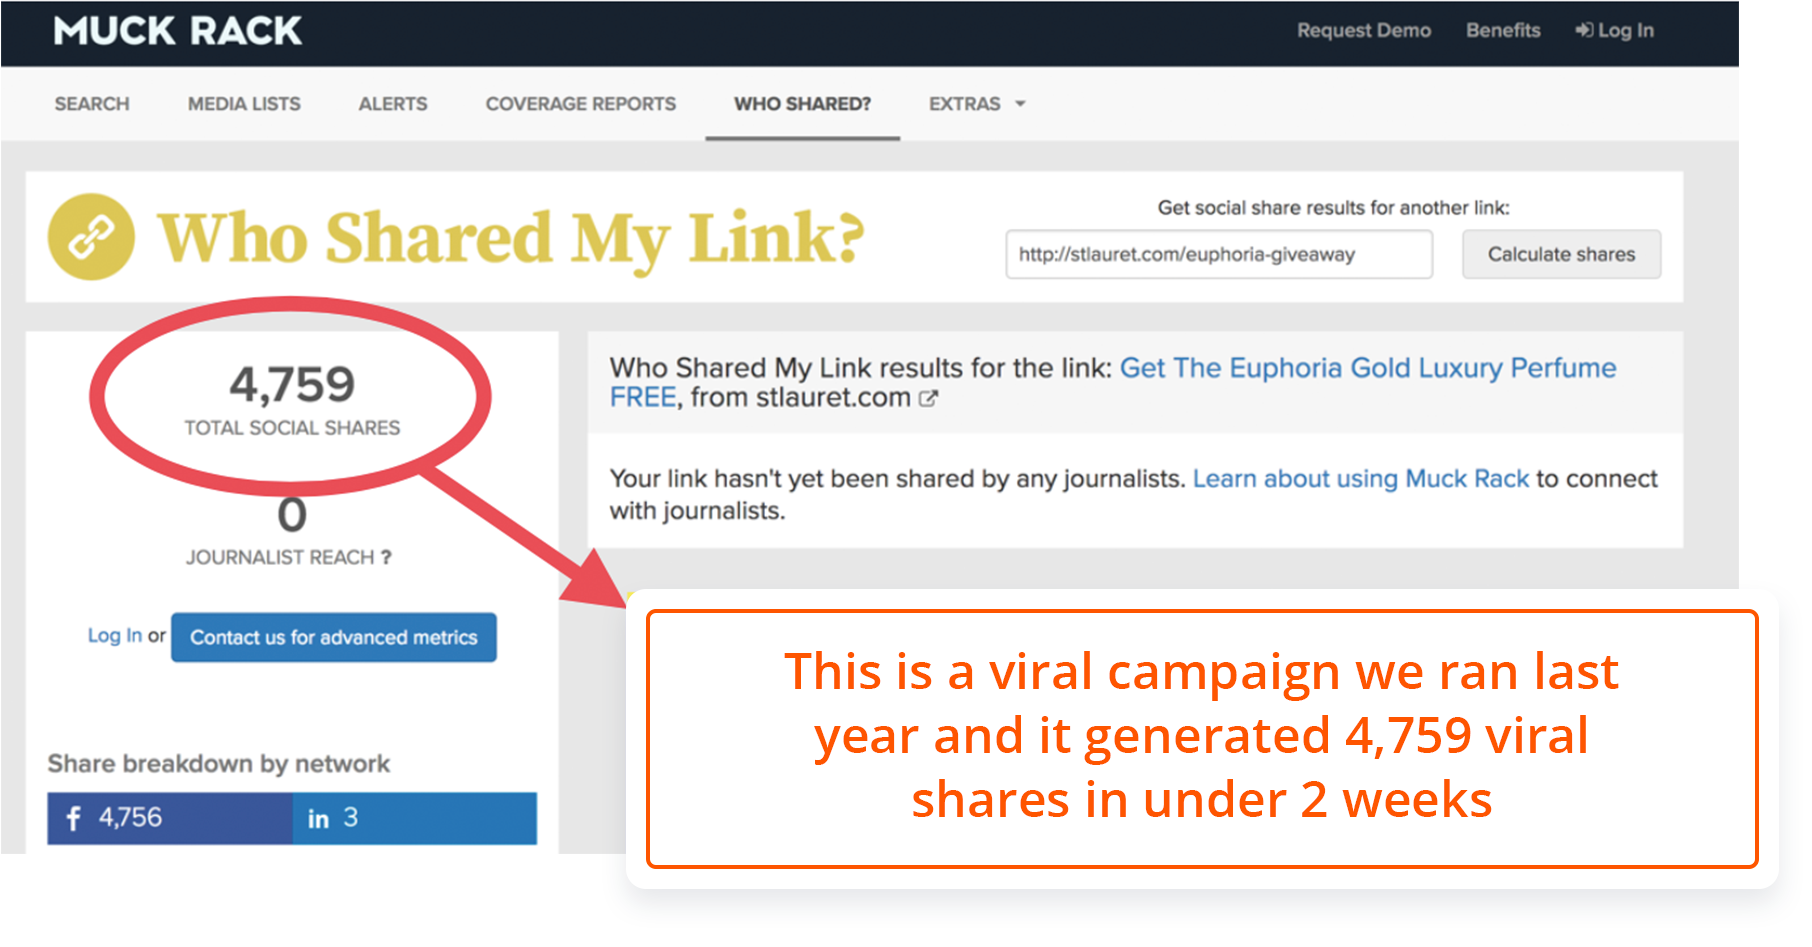 MUCK RACK
Request Demo Benefits Log In
SEARCH MEDIA LISTS ALERTS COVERAGE REPORTS WHO SHARED? EXTRAS
Who Shared My Link?
Get social share results for another link:
http://stlauret.com/euphoria-giveaway Calculate shares
4,759
TOTAL SOCIAL SHARES
0
JOURNALIST REACH ?
Log In or Contact us for advanced metrics
Share breakdown by network
f 4,756 in 3
Who Shared My Link results for the link: Get The Euphoria Gold Luxury Perfume
FREE, from stlauret.com
Your link hasn't yet been shared by any journalists. Learn about using Muck Rack to connect
with journalists.
This is a viral campaign we ran last
year and it generated 4,759 viral
shares in under 2 weeks